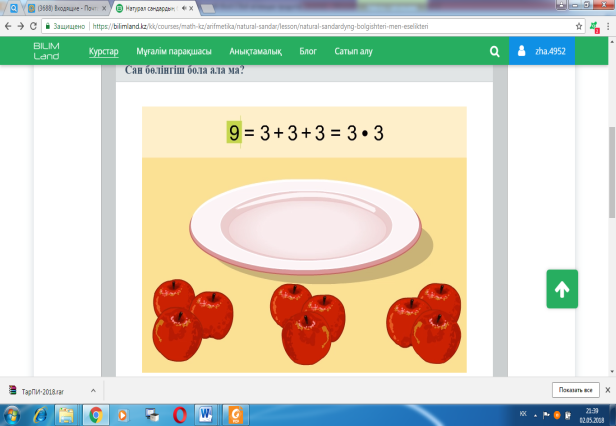 (3688) Входящие - Почт
Натурал сандардың
Защищено
https://bilimland.kz/kk/courses/math-kz/arifmetika/natural-sandar/lesson/natural-sandardyng-bolgishteri-men-eselikteri
BILIM
Land
Курстар
Мұғалім парақшасы
Анықтамалық
Блог
Сатып алу
zha.4952
Сан бөлінгіш бола ала ма?
9 = 3 + 3 + 3 = 3 • 3
ТарПИ-2018.rar
Показать все
KK
21:39
02.05.2018